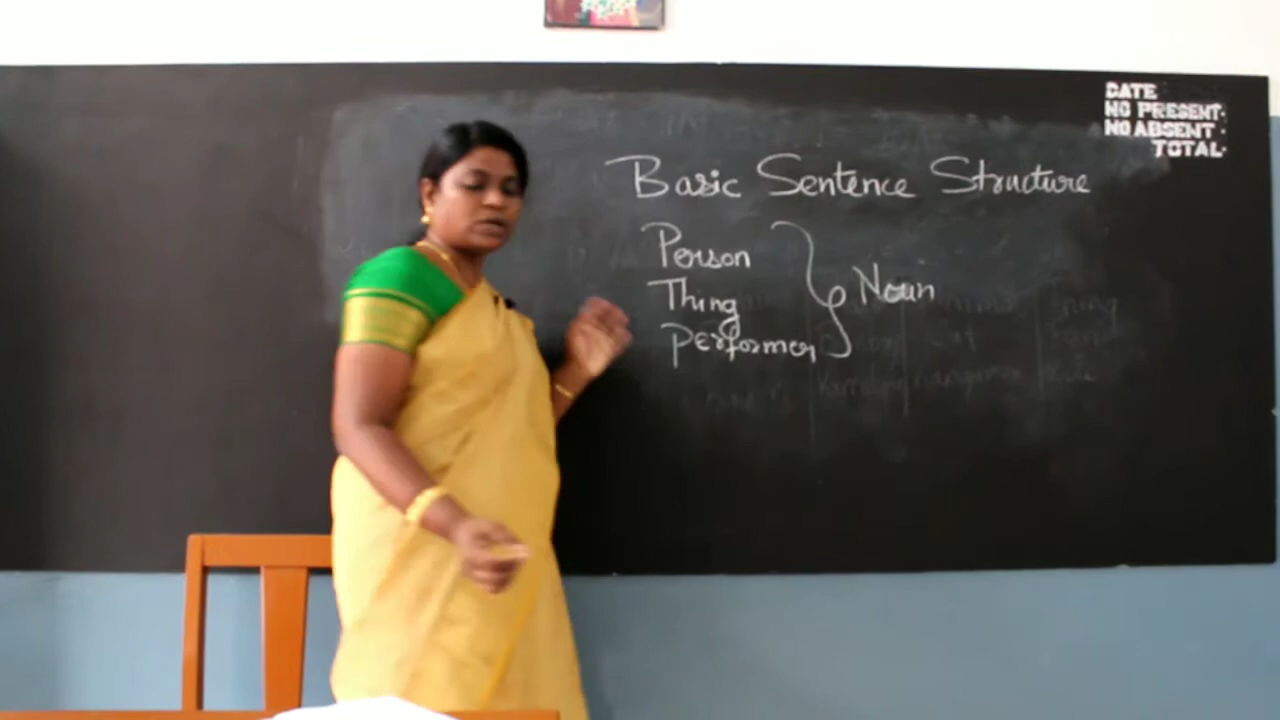 DATE
NO PRESENT.
NO ABSENT.
TOTAL.
Basic Sentence Structure
Person
Thing
Performer
Noun